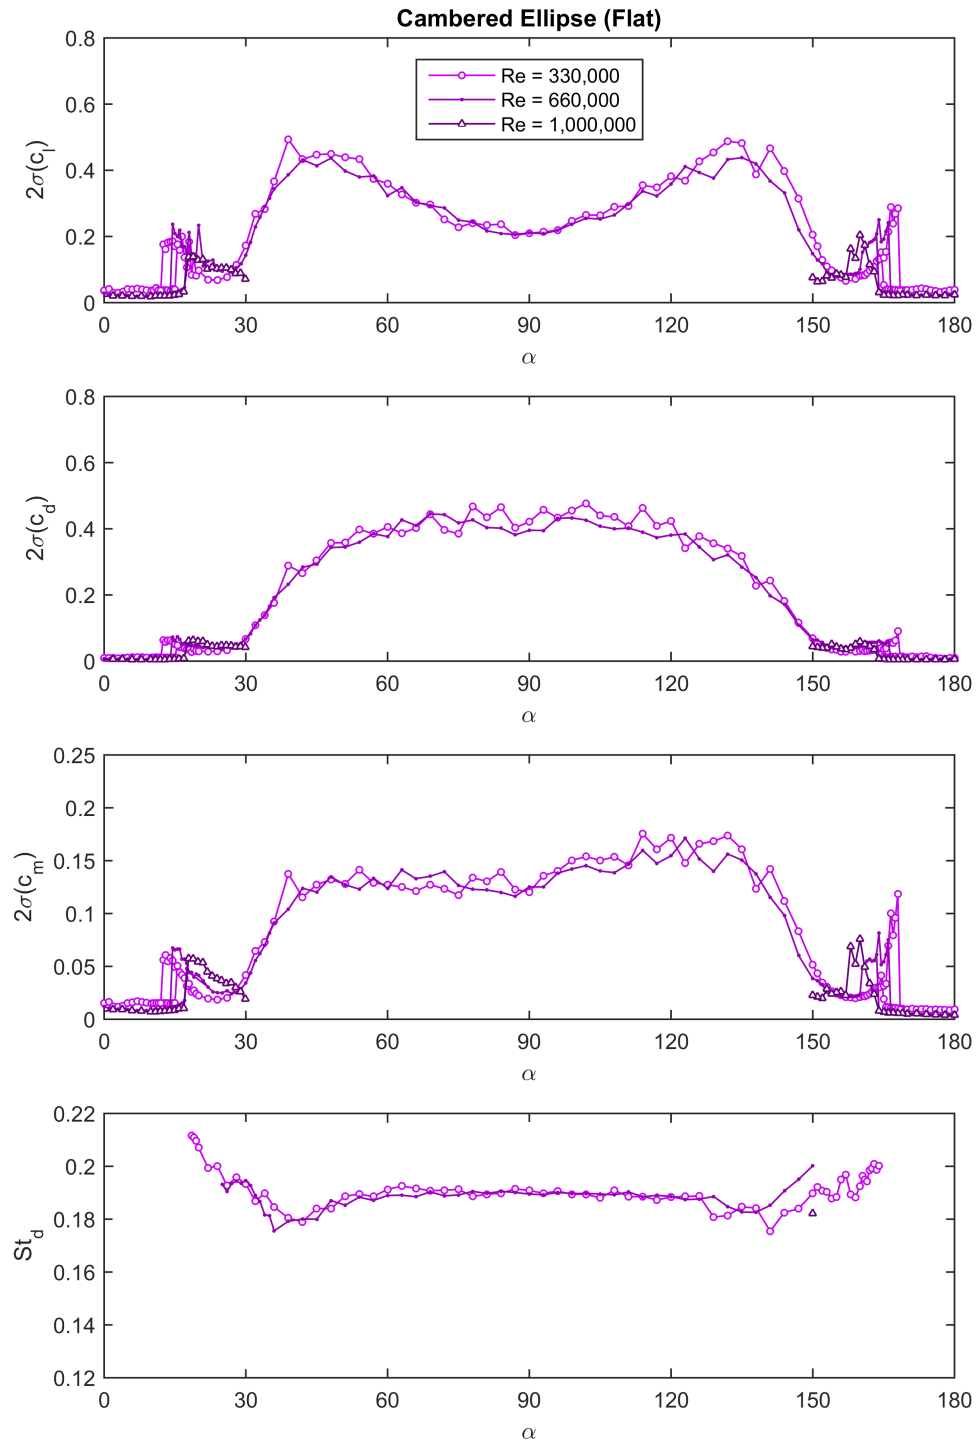 Cambered Ellipse (Flat)
0.8
0.6
0.4
0.2
0
2σ(c_l)
Re = 330,000
Re = 660,000
Re = 1,000,000
0 30 60 90 120 150 180
α
0.8
0.6
0.4
0.2
0
2σ(c_d)
0 30 60 90 120 150 180
α
0.25
0.2
0.15
0.1
0.05
0
2σ(c_m)
0 30 60 90 120 150 180
α
0.22
0.2
0.18
0.16
0.14
0.12
St_d
0 30 60 90 120 150 180
α